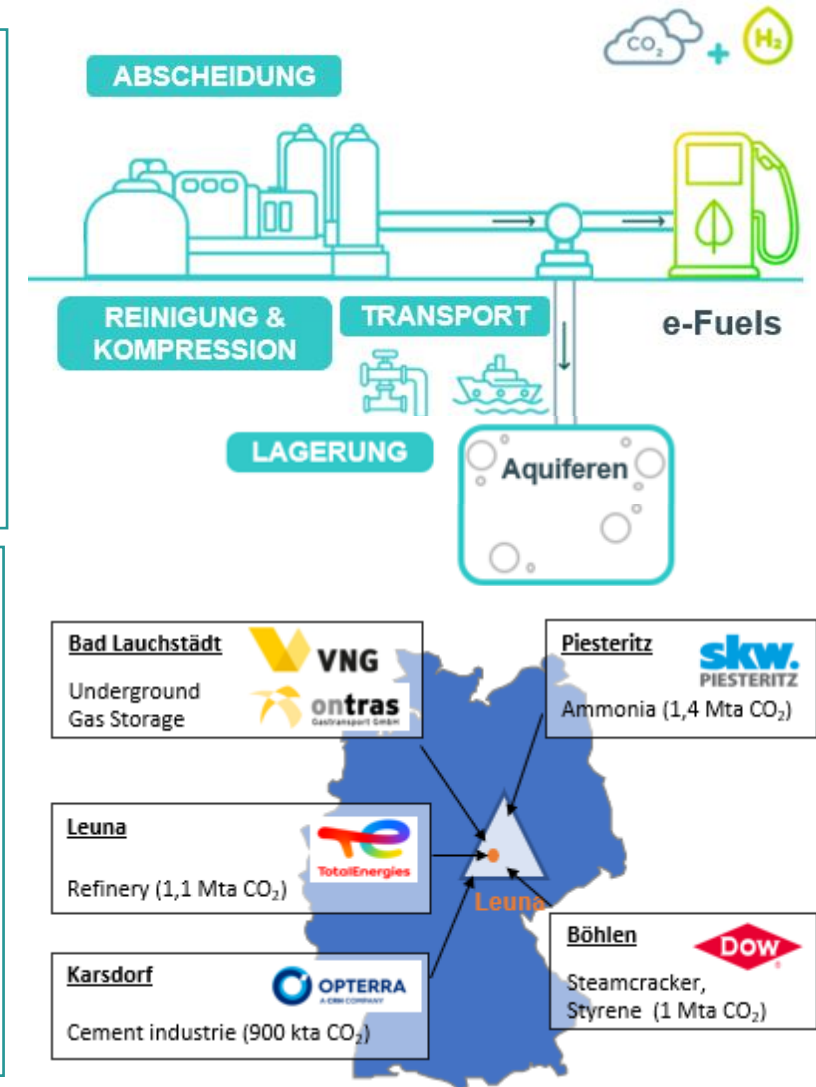 ABSCHEIDUNG
CO₂ + H₂
REINIGUNG &
KOMPRESSION
TRANSPORT
e-Fuels
LAGERUNG
Aquiferen
Bad Lauchstädt
VNG
Underground
Gas Storage
ontras
Gastransport GmbH
Piesteritz
skw.
PIESTERITZ
Ammonia (1,4 Mta CO₂)
Leuna
TotalEnergies
Refinery (1,1 Mta CO₂)
Leuna
Karsdorf
OPTERRA
A CRH COMPANY
Cement industrie (900 kta CO₂)
Böhlen
DOW
Steamcracker,
Styrene (1 Mta CO₂)